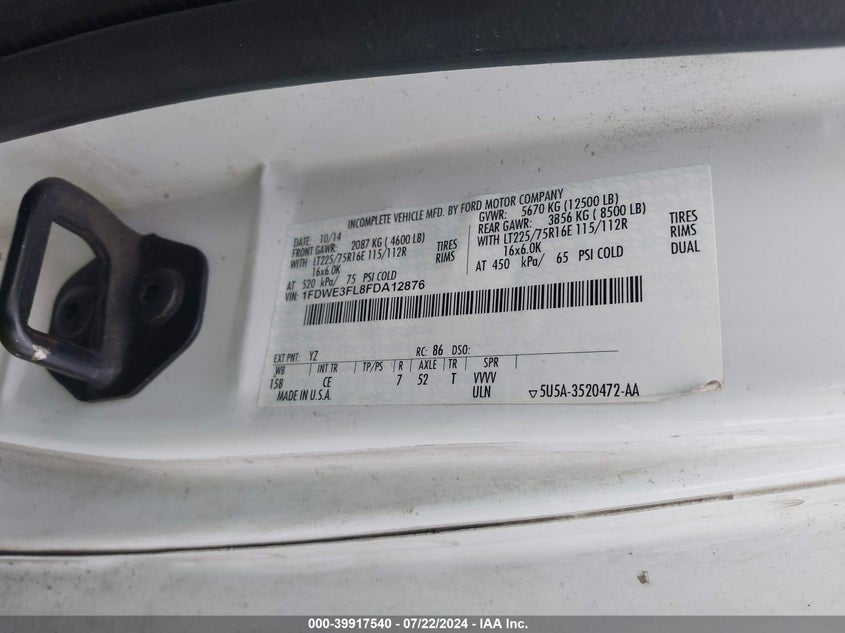 INCOMPLETE VEHICLE MFD. BY FORD MOTOR COMPANY
DATE: 10/14 GVWR: 5670 KG (12500 LB)
FRONT GAWR: 2087 KG (4600 LB) REAR GAWR: 3856 KG (8500 LB)
WITH LT225/75R16E 115/112R TIRES WITH LT225/75R16E 115/112R TIRES
16x6.0K RIMS 16x6.0K RIMS
AT 520 kPa/ 75 PSI COLD AT 450 kPa/ 65 PSI COLD DUAL
VIN: 1FDWE3FL8FDA12876
EXT PNT: YZ RC: 86 DSO:
WB INT TR TP/PS R AXLE TR SPR
158 CE 7 52 T VVVV
MADE IN U.S.A. ULN ▽5U5A-3520472-AA
000-39917540 - 07/22/2024 - IAA Inc.